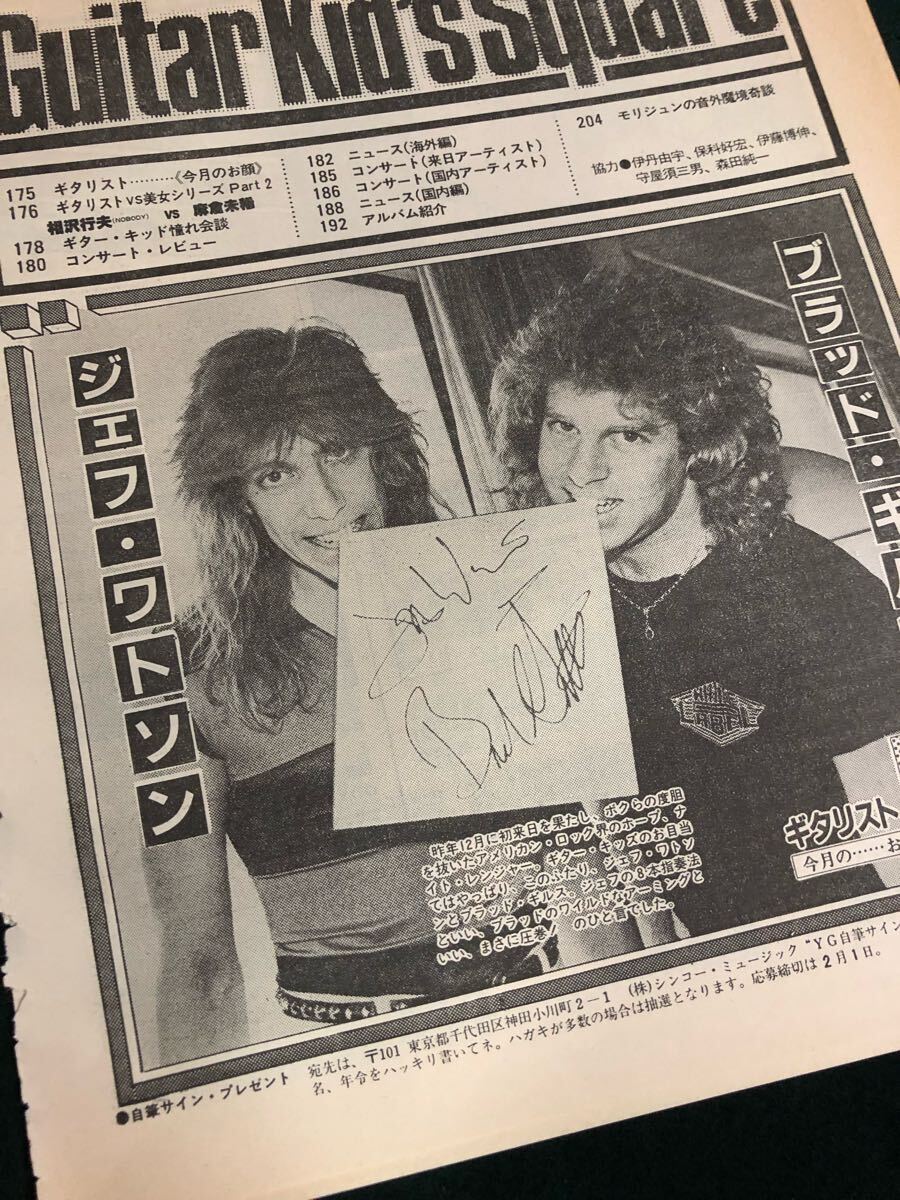 Guitar Kid's Square
175 ギタリスト………《今月のお顔》
176 ギタリストVS美女シリーズ Part 2
相沢行夫(NOBODY) VS 麻倉未稀
178 ギター・キッド憧れ会談
180 コンサート・レビュー
182 ニュース(海外編)
185 コンサート(来日アーティスト)
186 コンサート(国内アーティスト)
188 ニュース(国内編)
192 アルバム紹介
204 モリジュンの音外魔境奇談
協力●伊丹由宇、保科好宏、伊藤博伸、
守屋須三男、森田純一
ジェフ・ワトソン
ブラッド・ギル
昨年12月に初来日を果たし、ボクらの度胆
を抜いたアメリカン・ロック界のホープ、ナ
イト・レンジャー。ギター・キッズのお目当
てはやっぱり、このふたり、ジェフ・ワトソ
ンとブラッド・ギルス。ジェフの8本指奏法
といい、ブラッドのワイルドなアーミングと
いい、まさに圧巻!のひと言でした。
ギタリスト
今月の……お
●自筆サイン・プレゼント
宛先は、〒101 東京都千代田区神田小川町2−1 (株)シンコー・ミュージック "YG自筆サイン
名、年令をハッキリ書いてネ。ハガキが多数の場合は抽選となります。応募締切は2月1日。